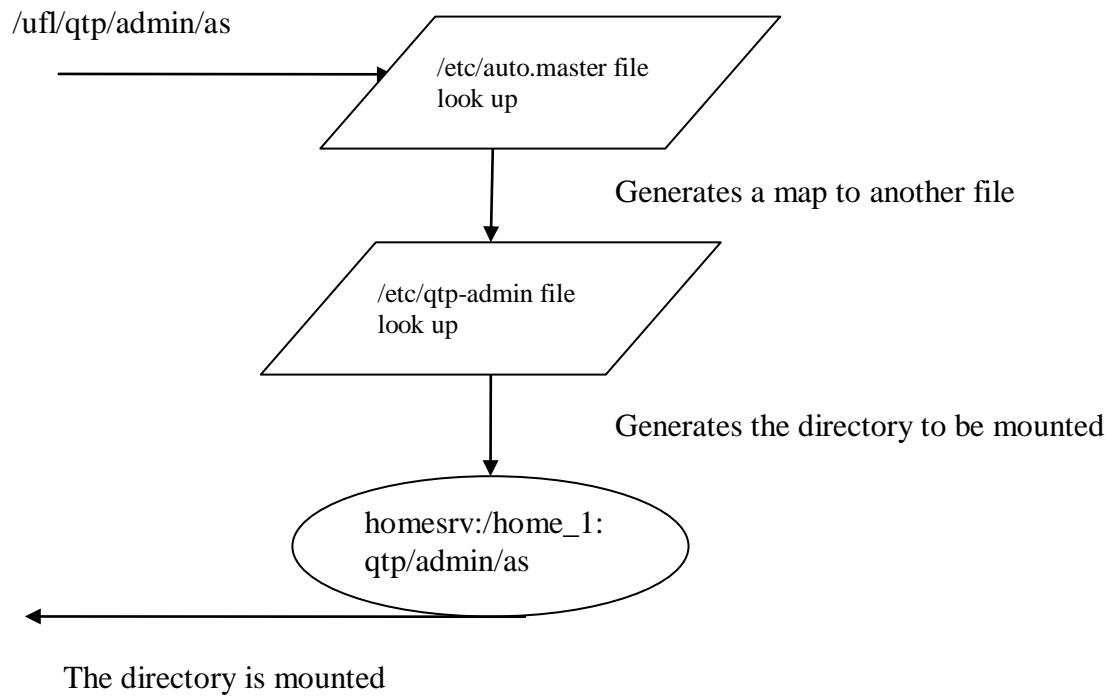 /ufl/qtp/admin/as
/etc/auto.master file
look up
Generates a map to another file
/etc/qtp-admin file
look up
Generates the directory to be mounted
homesrv:/home_1:
qtp/admin/as
The directory is mounted